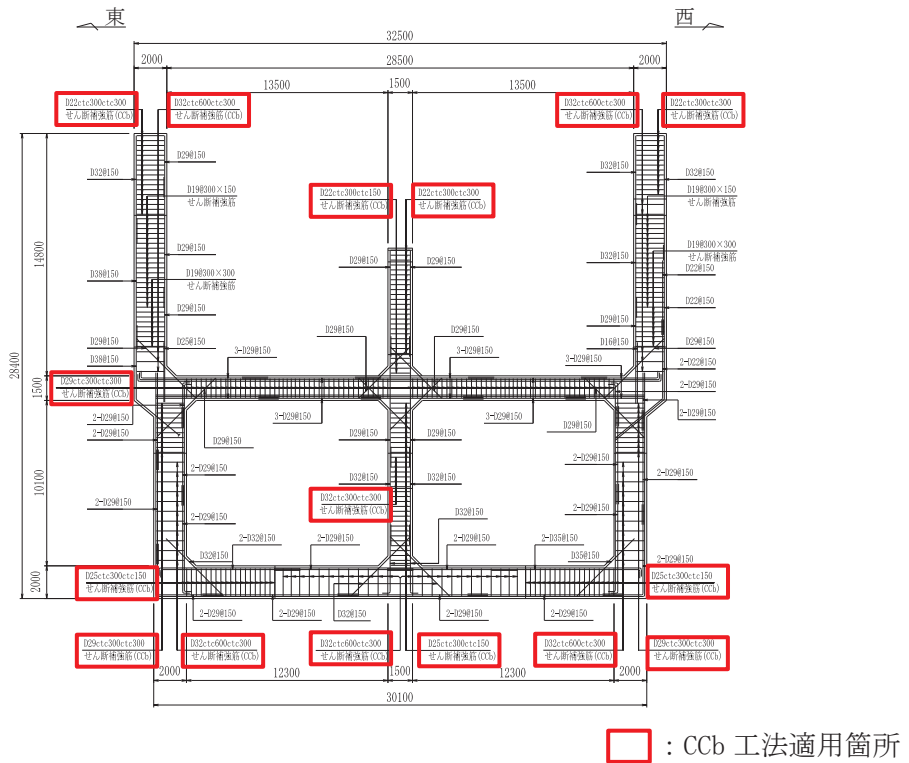 東
西
32500
2000
28500
2000
13500
1500
13500
D22ctc300ctc300
せん断補強筋(CCb)
D32ctc600ctc300
せん断補強筋(CCb)
D32ctc600ctc300
せん断補強筋(CCb)
D22ctc300ctc300
せん断補強筋(CCb)
D29@150
D32@150
D32@150
D32@150
D19@300×150
せん断補強筋
D22ctc300ctc150
せん断補強筋(CCb)
D22ctc300ctc300
せん断補強筋(CCb)
D19@300×150
せん断補強筋
14800
D29@150
D19@300×300
せん断補強筋
D38@150
D29@150
D29@150
D29@150
D32@150
D19@300×300
せん断補強筋
D22@150
D22@150
D29@150
D29@150
D25@150
D38@150
D29@150
D29@150
D29@150
D16@150
D29@150
3-D29@150
3-D29@150
3-D29@150
2-D22@150
2-D29@150
28400
1500
D29ctc300ctc300
せん断補強筋(CCb)
2-D29@150
2-D29@150
D29@150
3-D29@150
D29@150
D29@150
3-D29@150
D29@150
2-D29@150
10100
2-D29@150
2-D29@150
2-D29@150
D32@150
D32@150
2-D29@150
2-D29@150
2-D29@150
D32ctc300ctc300
せん断補強筋(CCb)
D32@150
2-D32@150
2-D29@150
2-D29@150
2-D35@150
D32@150
D35@150
2-D29@150
2000
D25ctc300ctc150
せん断補強筋(CCb)
D25ctc300ctc150
せん断補強筋(CCb)
2-D29@150
2-D29@150
D32@150
2-D29@150
2-D29@150
D29ctc300ctc300
せん断補強筋(CCb)
D32ctc600ctc300
せん断補強筋(CCb)
D32ctc600ctc300
せん断補強筋(CCb)
D25ctc300ctc150
せん断補強筋(CCb)
D32ctc600ctc300
せん断補強筋(CCb)
D29ctc300ctc300
せん断補強筋(CCb)
2000
12300
1500
12300
2000
30100
：CCb 工法適用箇所